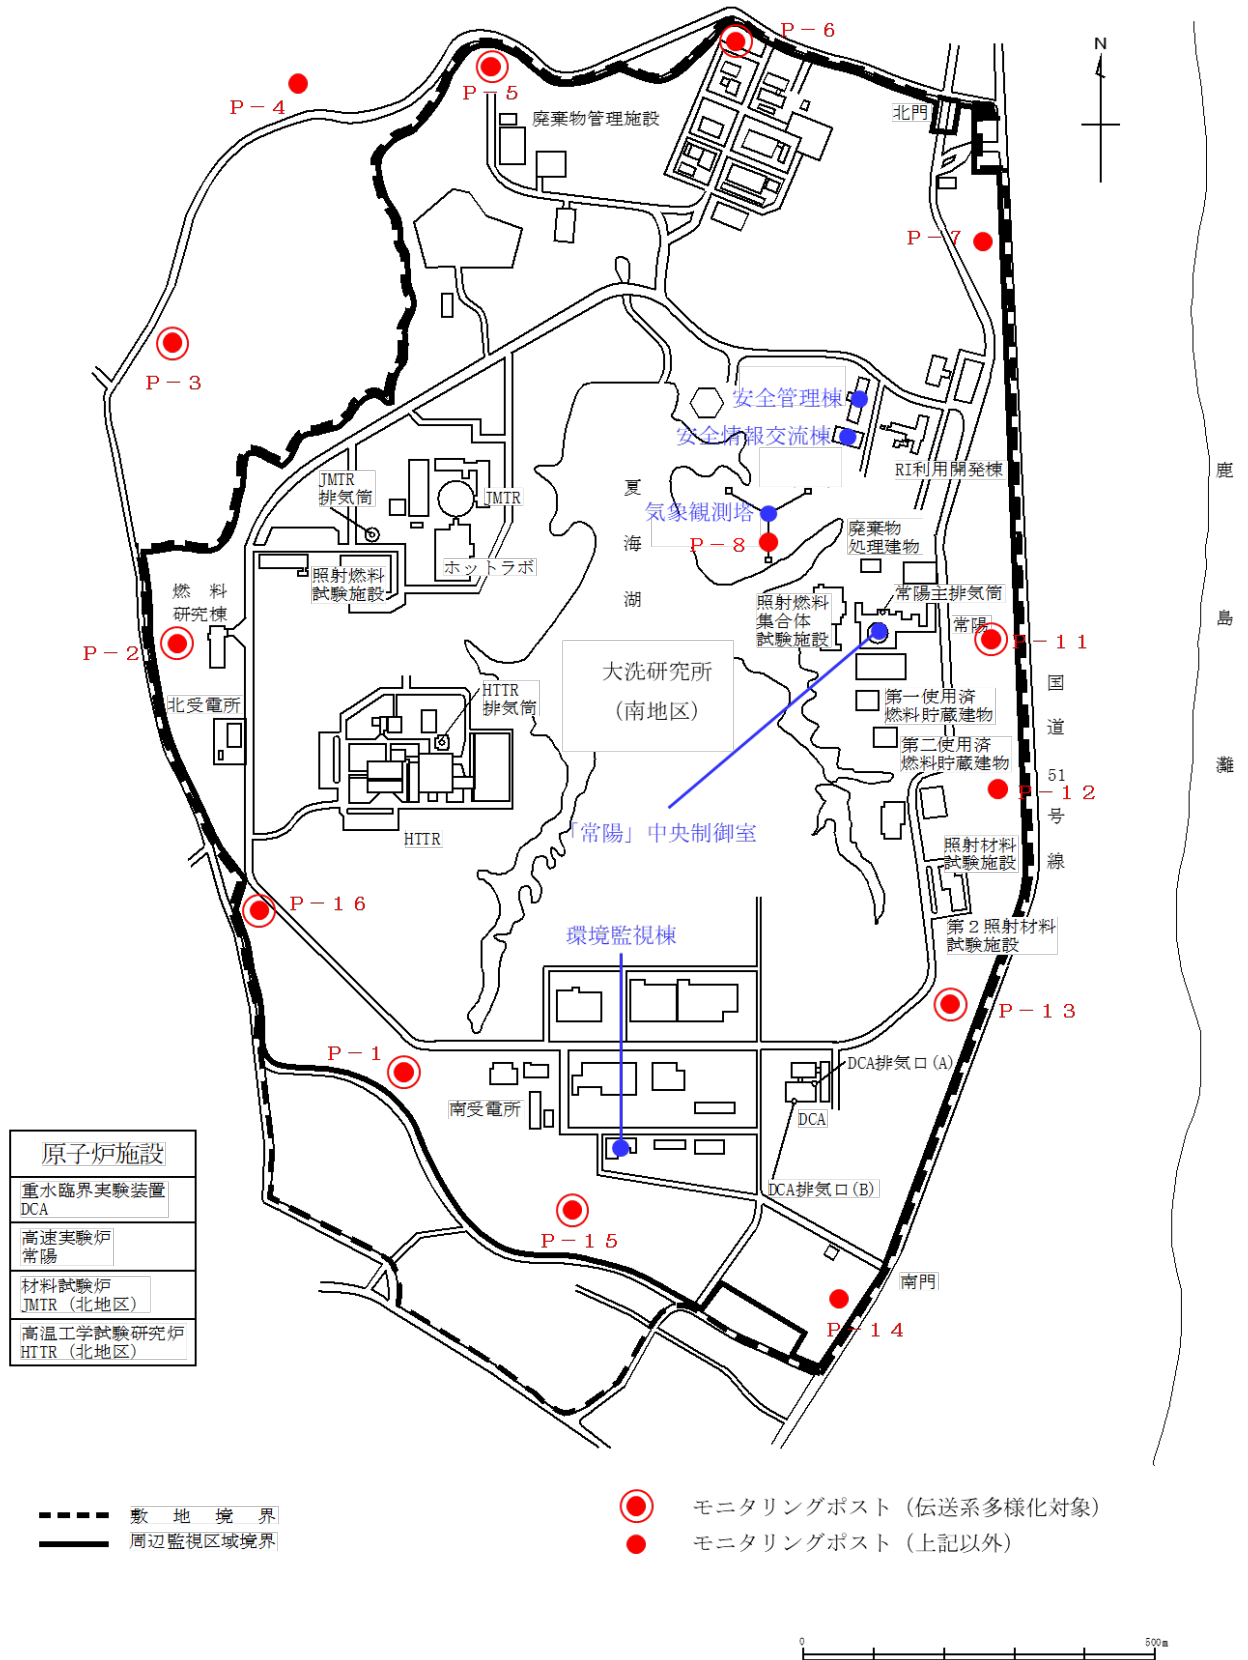 P－6
N
P－5
P－4
北門
廃棄物管理施設
P－7
P－3
安全管理棟
安全情報交流棟
RI利用開発棟
JMTR
排気筒
JMTR
夏
海
湖
気象観測塔
P－8
廃棄物
処理建物
鹿
島
灘
ホットラボ
照射燃料
試験施設
燃　料
研究棟
常陽主排気筒
照射燃料
集合体
試験施設
常陽
P－11
P－2
大洗研究所
（南地区）
北受電所
HTTR
排気筒
第一使用済
燃料貯蔵建物
第二使用済
燃料貯蔵建物
国
道
51
号
線
P－12
「常陽」中央制御室
HTTR
照射材料
試験施設
P－16
第２照射材料
試験施設
環境監視棟
P－13
P－1
DCA排気口(A)
南受電所
DCA
DCA排気口(B)
P－15
南門
P－14
原子炉施設
重水臨界実験装置
DCA
高速実験炉
常陽
材料試験炉
JMTR（北地区）
高温工学試験研究炉
HTTR（北地区）
敷　地　境　界
周辺監視区域境界
モニタリングポスト（伝送系多様化対象）
モニタリングポスト（上記以外）
0
500m